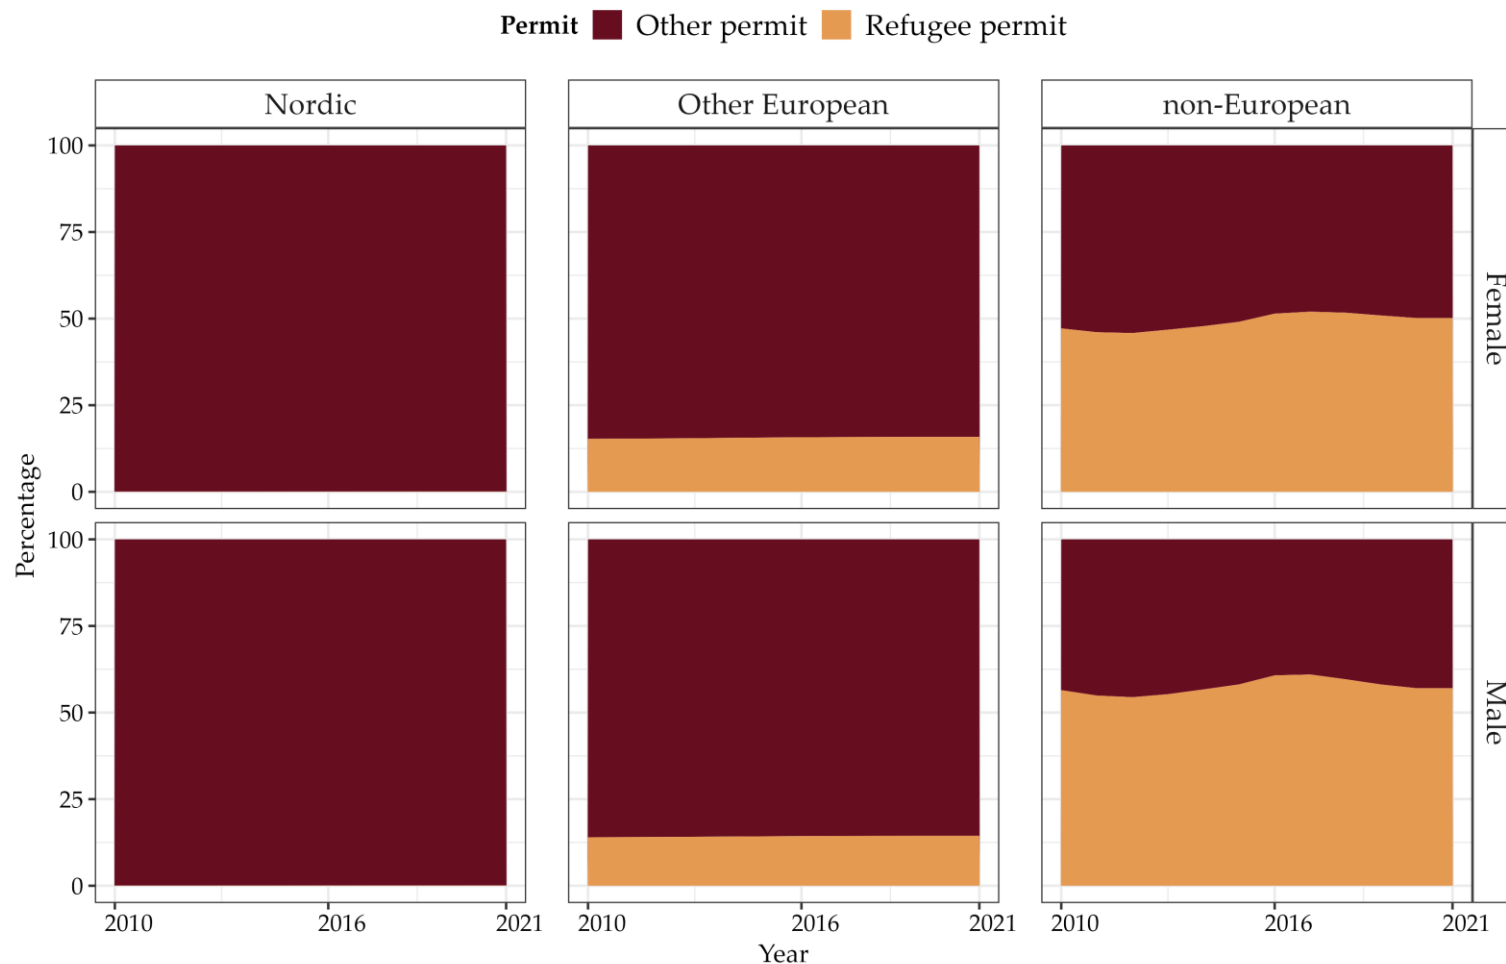 Permit Other permit Refugee permit
Nordic Other European non-European
100
75
50
25
0
Female
100
75
50
25
0
Male
Percentage
2010 2016 2021 2010 2016 2021 2010 2016 2021
Year